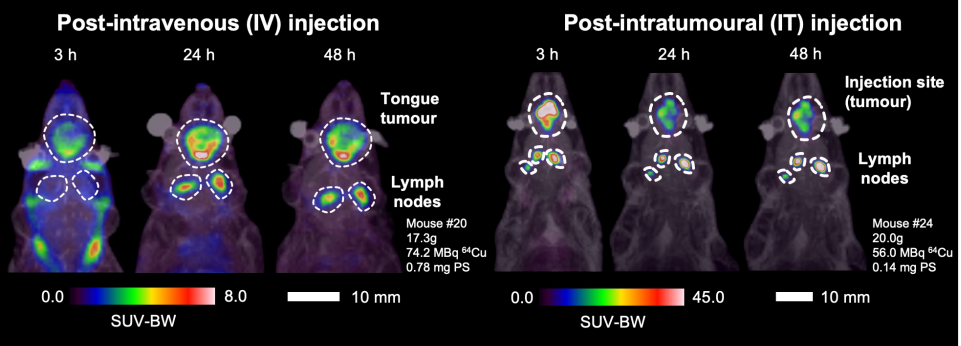 Post-intravenous (IV) injection
3 h
24 h
48 h
Tongue
tumour
Lymph
nodes
Mouse #20
17.3g
74.2 MBq ⁶⁴Cu
0.78 mg PS
0.0
8.0
SUV-BW
10 mm
Post-intratumoural (IT) injection
3 h
24 h
48 h
Injection site
(tumour)
Lymph
nodes
Mouse #24
20.0g
56.0 MBq ⁶⁴Cu
0.14 mg PS
0.0
45.0
SUV-BW
10 mm